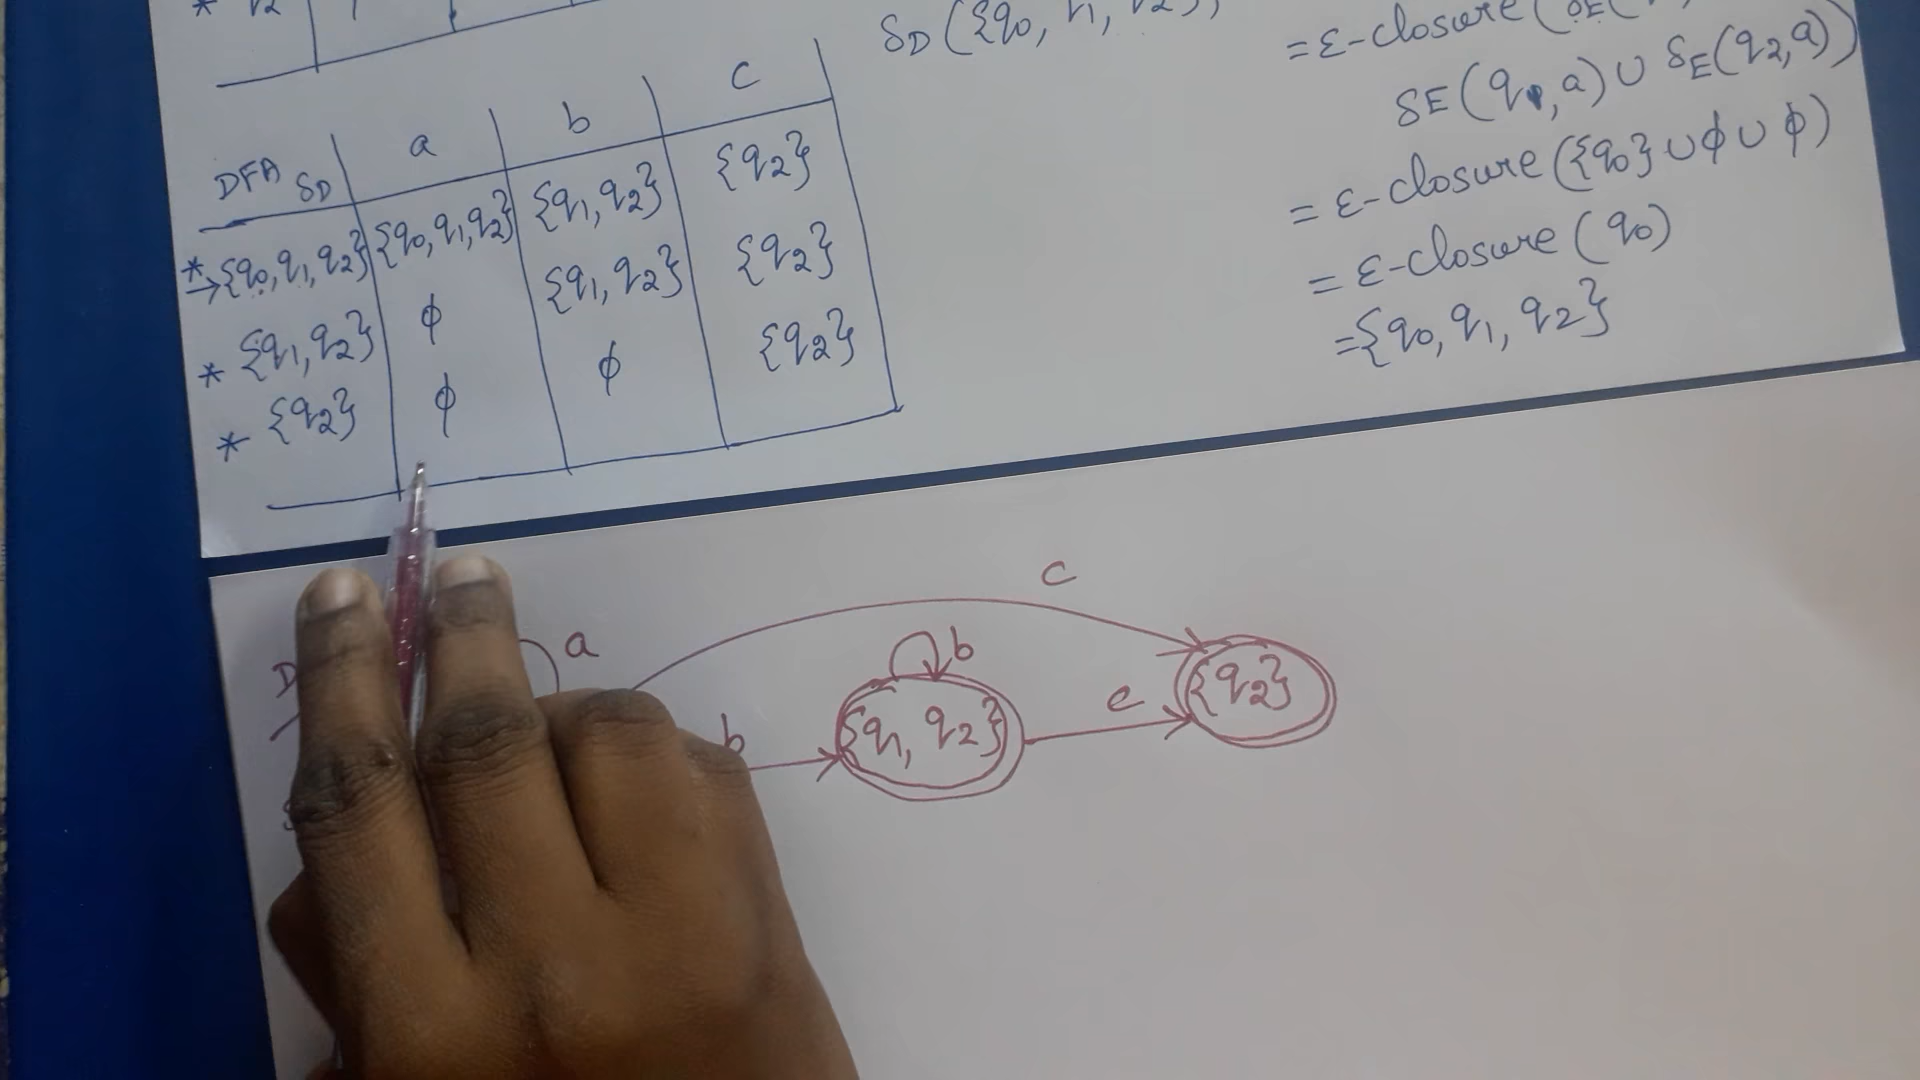 * q2
δD ({q0, q1, q2},
= ε-closure (δE(
δE(q1, a) ∪ δE(q2, a))
= ε-closure ({q0} ∪ ϕ ∪ ϕ)
= ε-closure (q0)
= {q0, q1, q2}
DFA δD a b c
*→{q0, q1, q2} {q0, q1, q2} {q1, q2} {q2}
* {q1, q2} ϕ {q1, q2} {q2}
* {q2} ϕ ϕ {q2}
D
a
c
b
b
{q1, q2}
c
{q2}